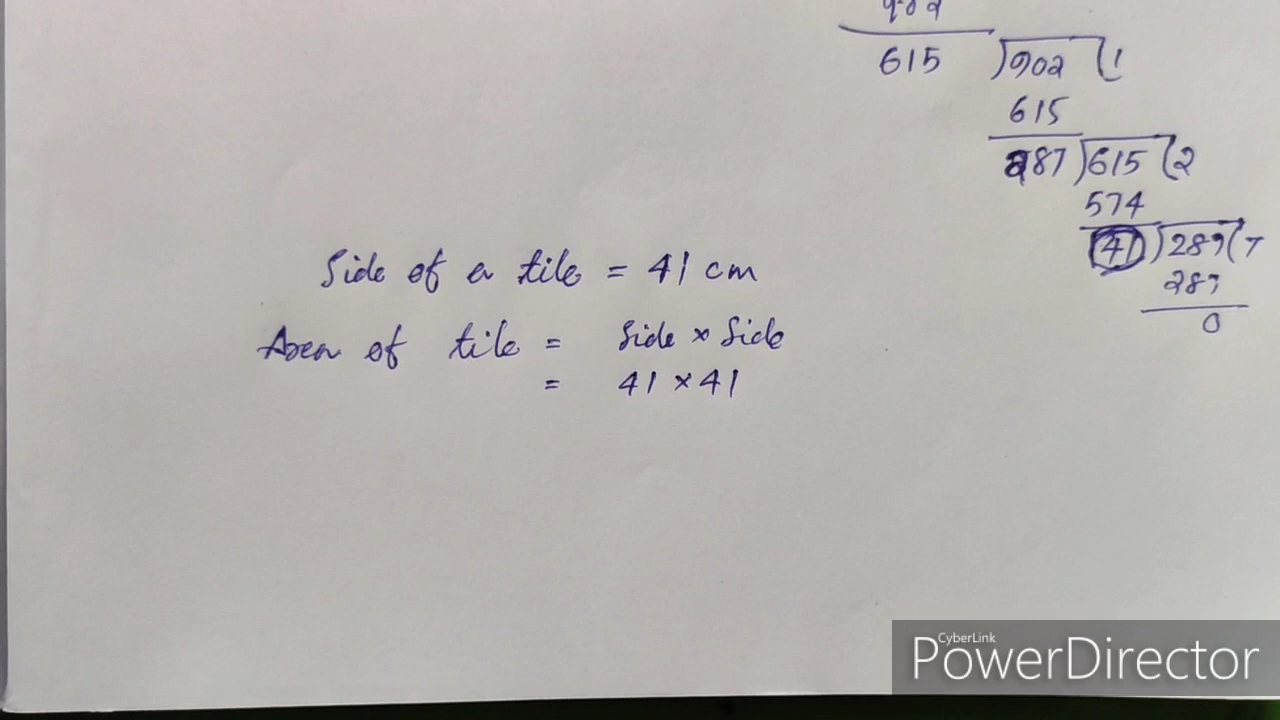 902
615 )902(1
615
287)615(2
574
41)287(7
287
0
Side of a tile = 41 cm
Area of tile = Side × Side
= 41 × 41
CyberLink
PowerDirector